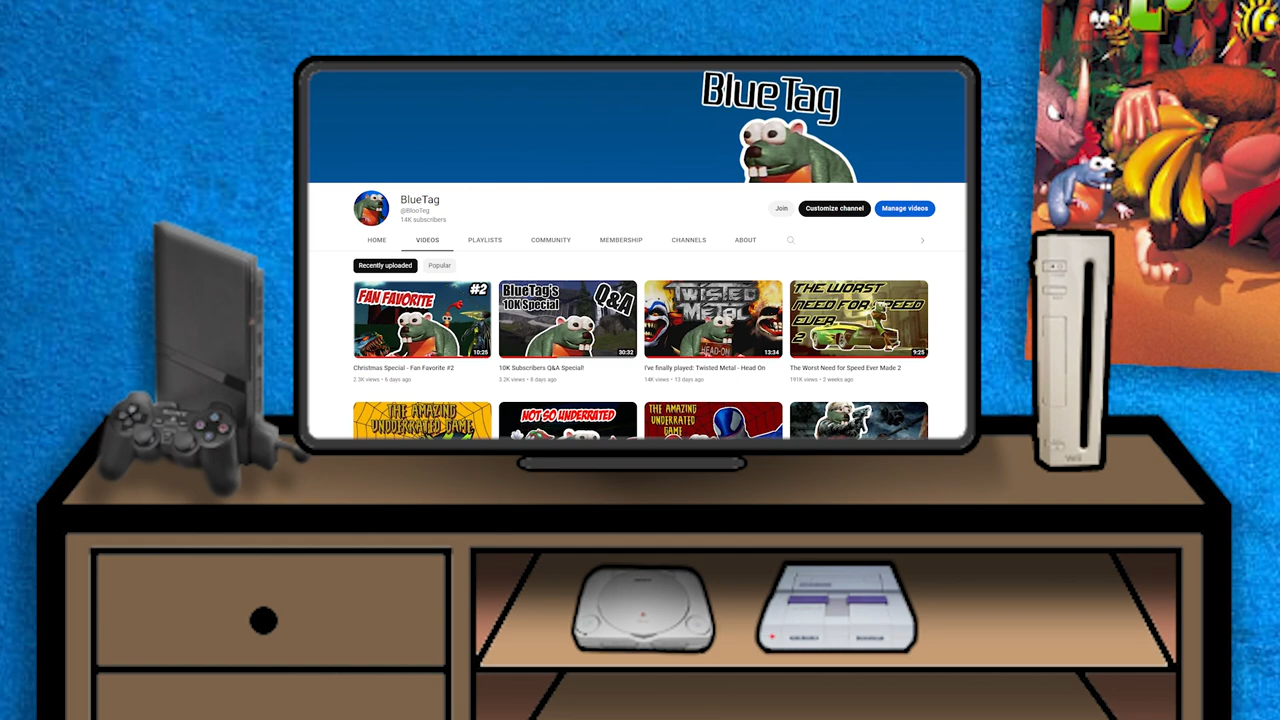 BlueTag
BlueTag
@BlooTeg
14K subscribers
Join
Customize channel
Manage videos
HOME
VIDEOS
PLAYLISTS
COMMUNITY
MEMBERSHIP
CHANNELS
ABOUT
Recently uploaded
Popular
FAN FAVORITE
#2
10:25
BlueTag's
10K Special
Q&A
30:32
TWISTED
METAL
HEAD-ON
13:34
THE WORST
NEED FOR SPEED
EVER
2
9:25
Christmas Special - Fan Favorite #2
10K Subscribers Q&A Special!
I've finally played: Twisted Metal - Head On
The Worst Need for Speed Ever Made 2
2.3K views • 6 days ago
3.2K views • 8 days ago
14K views • 13 days ago
191K views • 2 weeks ago
THE AMAZING
UNDERRATED GAME
NOT SO UNDERRATED
THE AMAZING
UNDERRATED
GAME
SONY
Wii